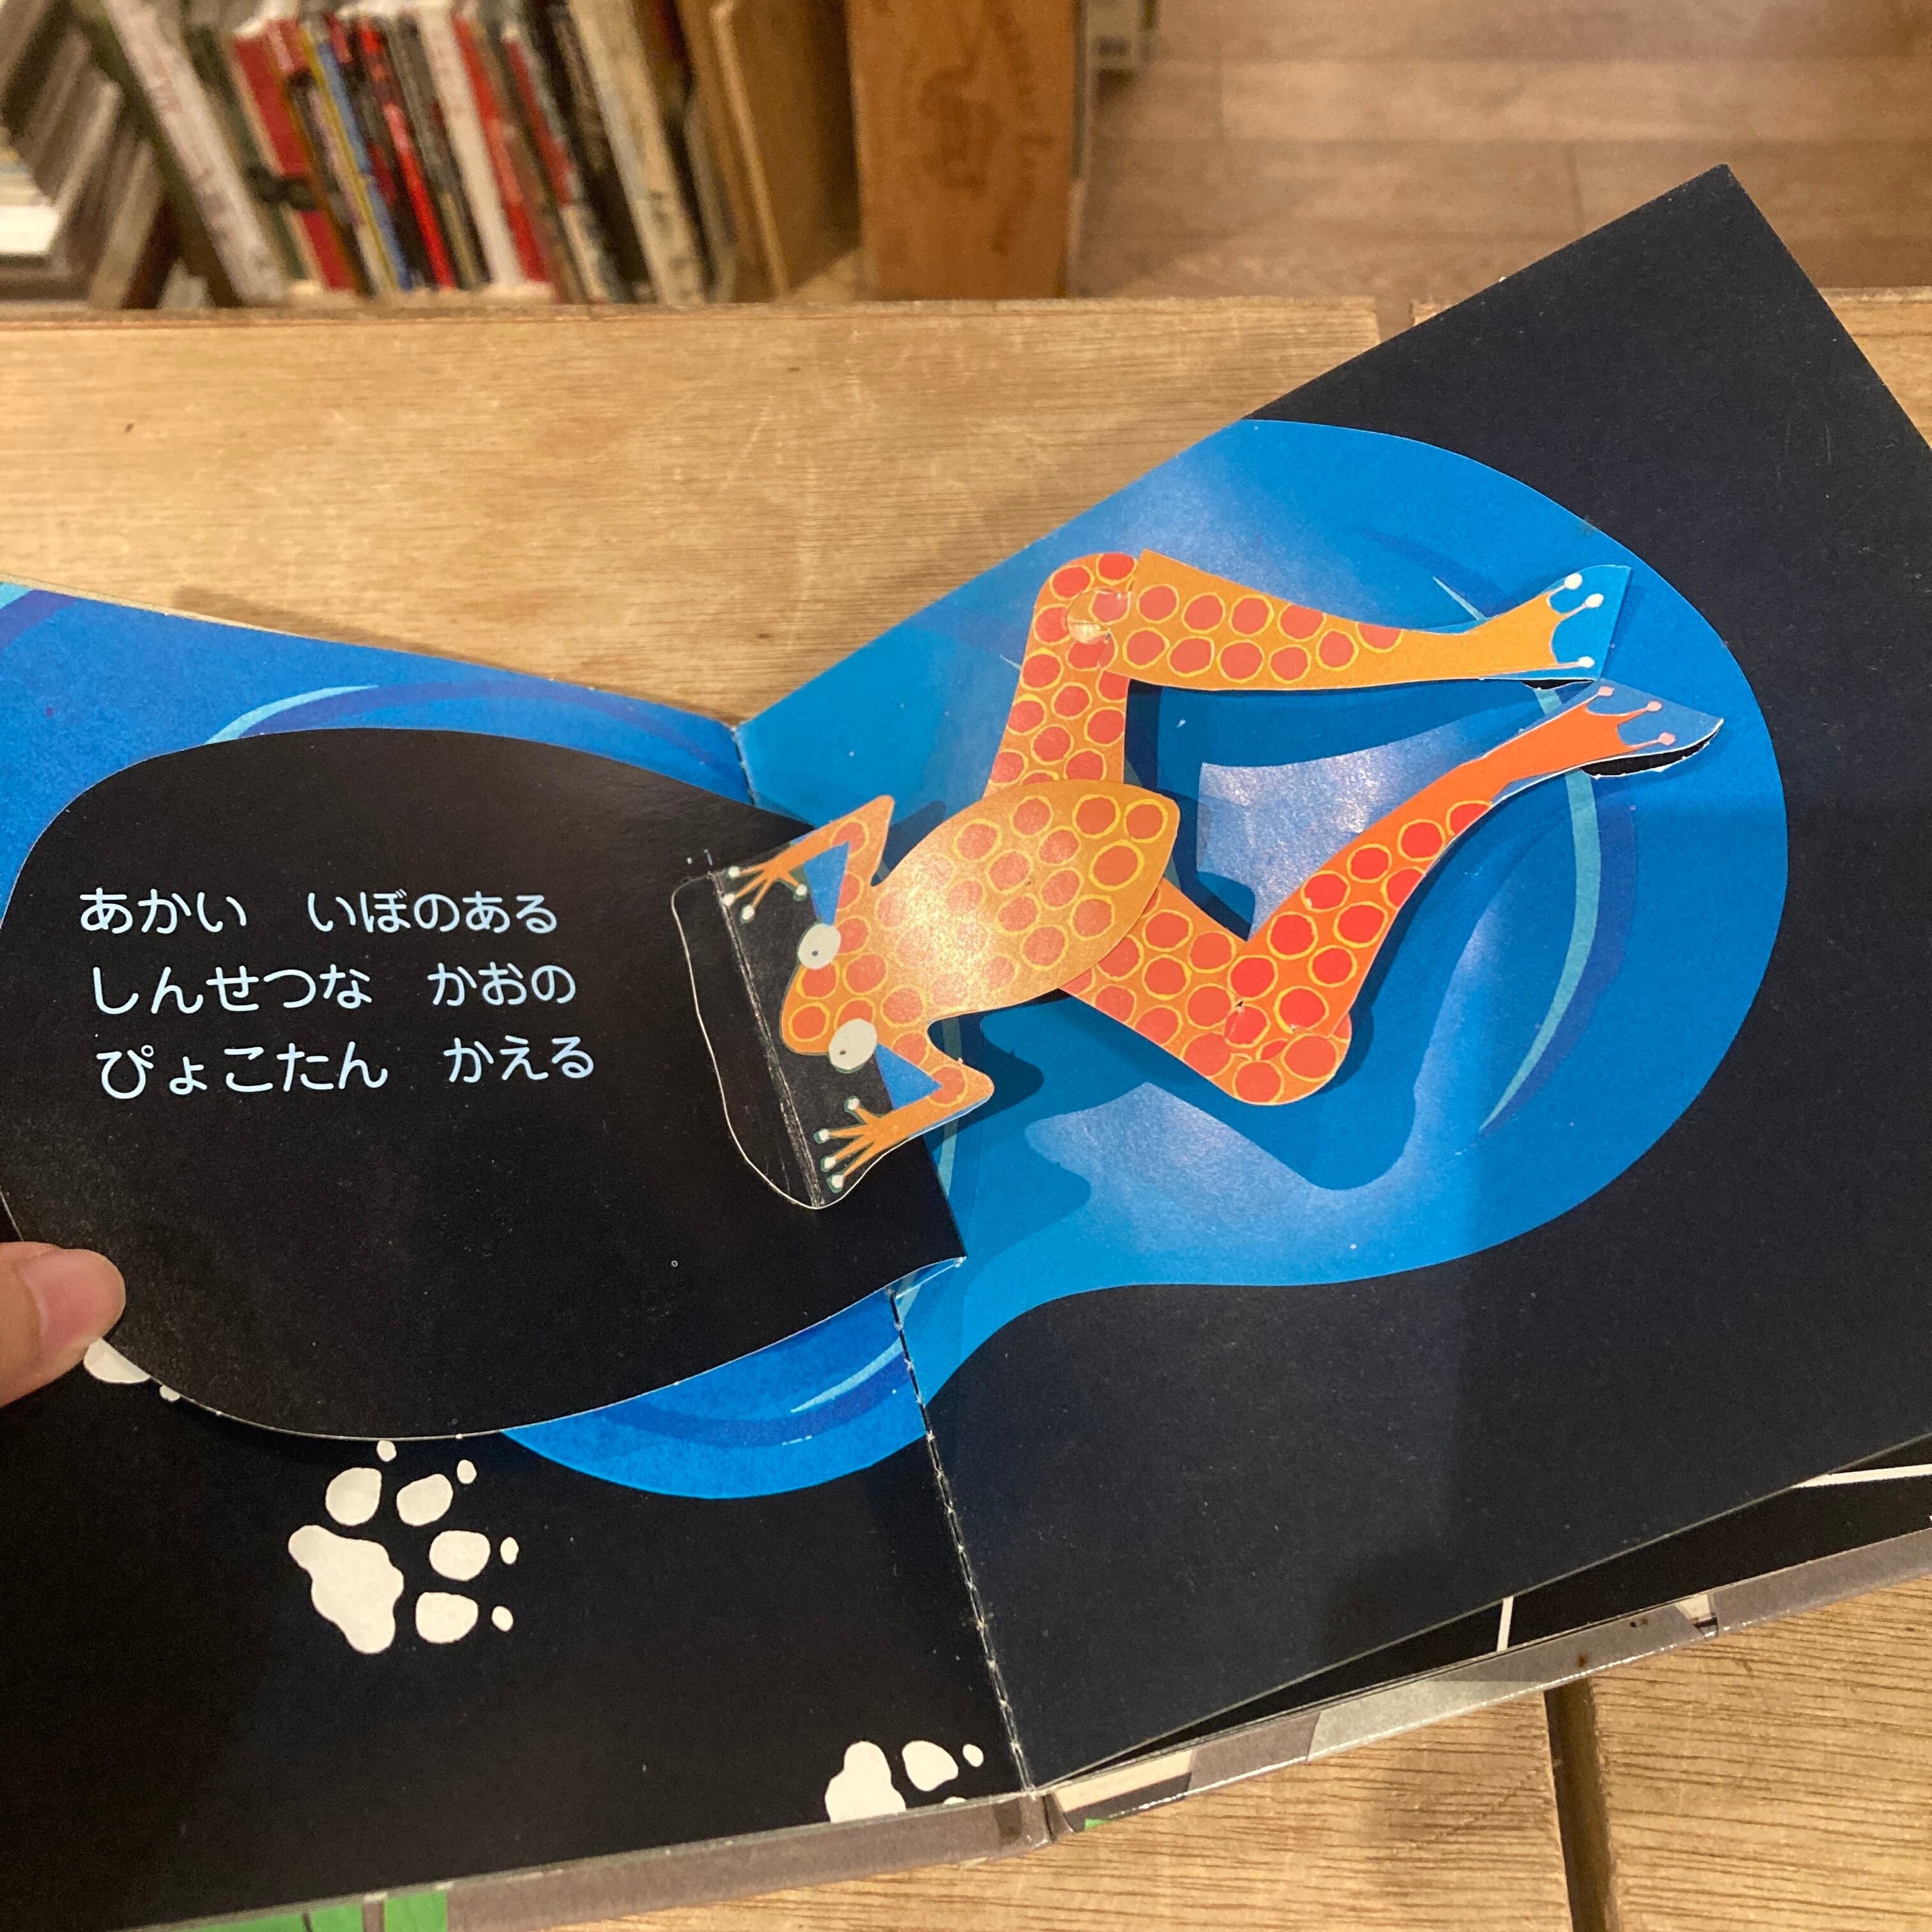 あかい　いぼのある
しんせつな　かおの
ぴょこたん　かえる